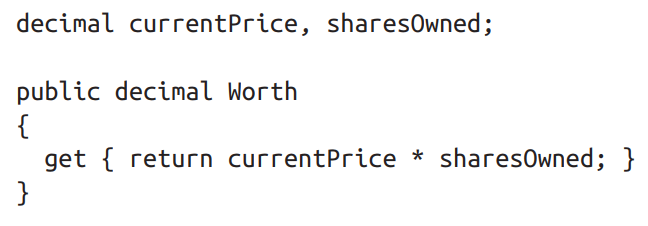 decimal currentPrice, sharesOwned;

public decimal Worth
{
  get { return currentPrice * sharesOwned; }
}